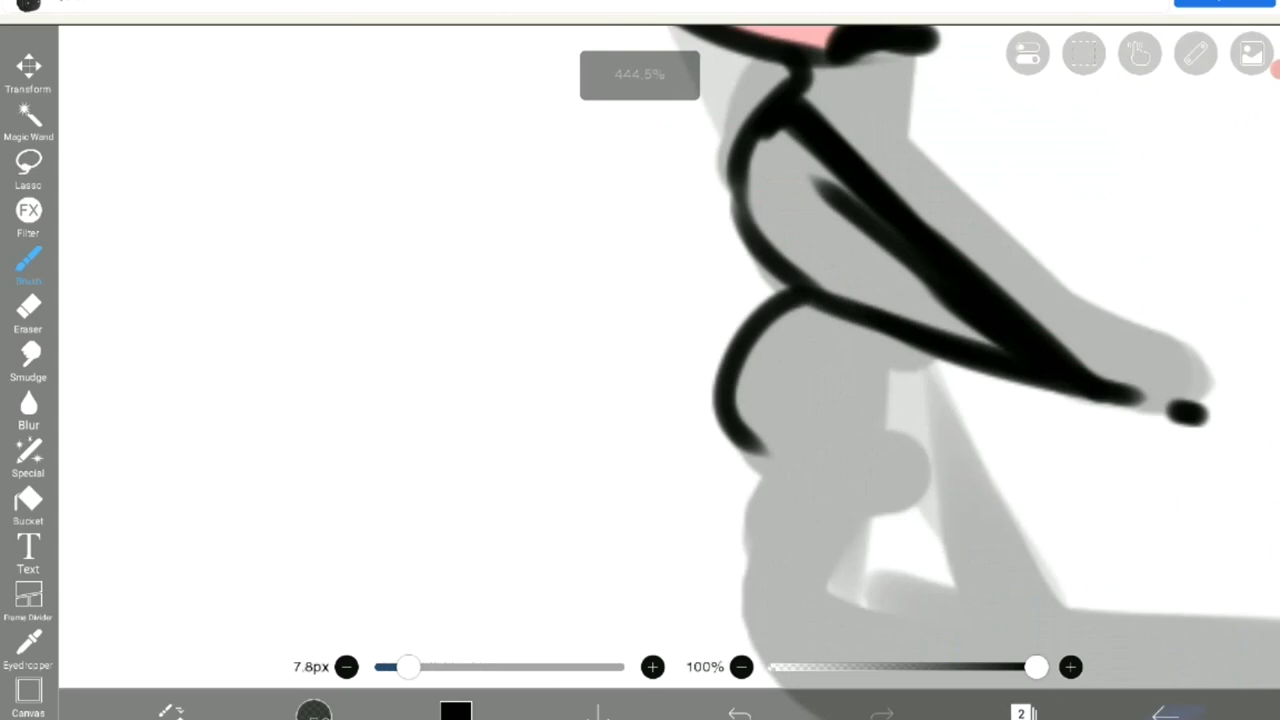 444.5%
Transform
Magic Wand
Lasso
FX
Filter
Brush
Eraser
Smudge
Blur
Special
Bucket
T
Text
Frame Divider
Eyedropper
Canvas
7.8px
100%
2